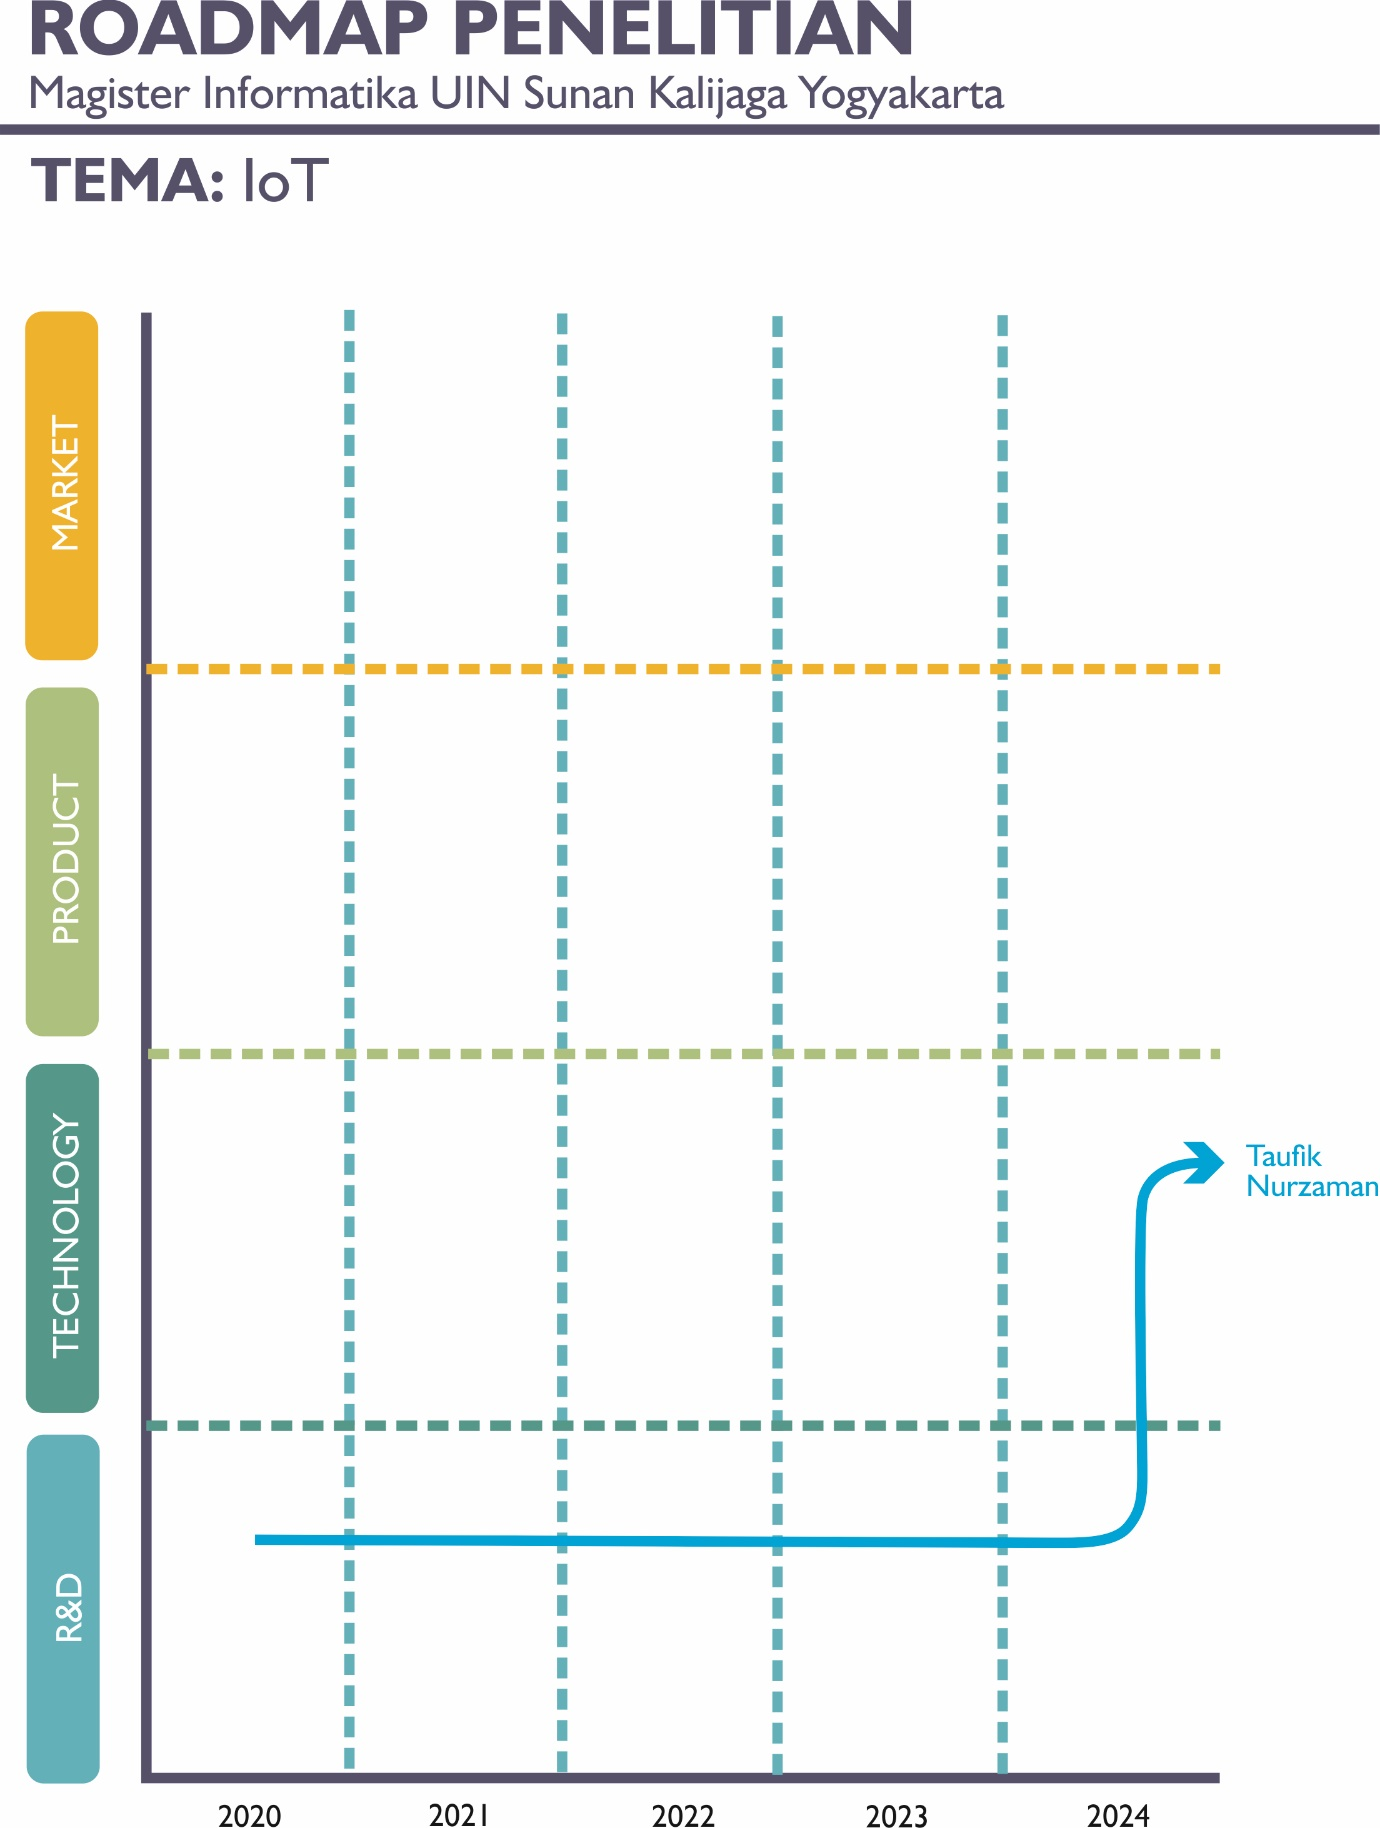 ROADMAP PENELITIAN
Magister Informatika UIN Sunan Kalijaga Yogyakarta
TEMA: IoT
MARKET
PRODUCT
TECHNOLOGY
R&D
Taufik
Nurzaman
2020 2021 2022 2023 2024